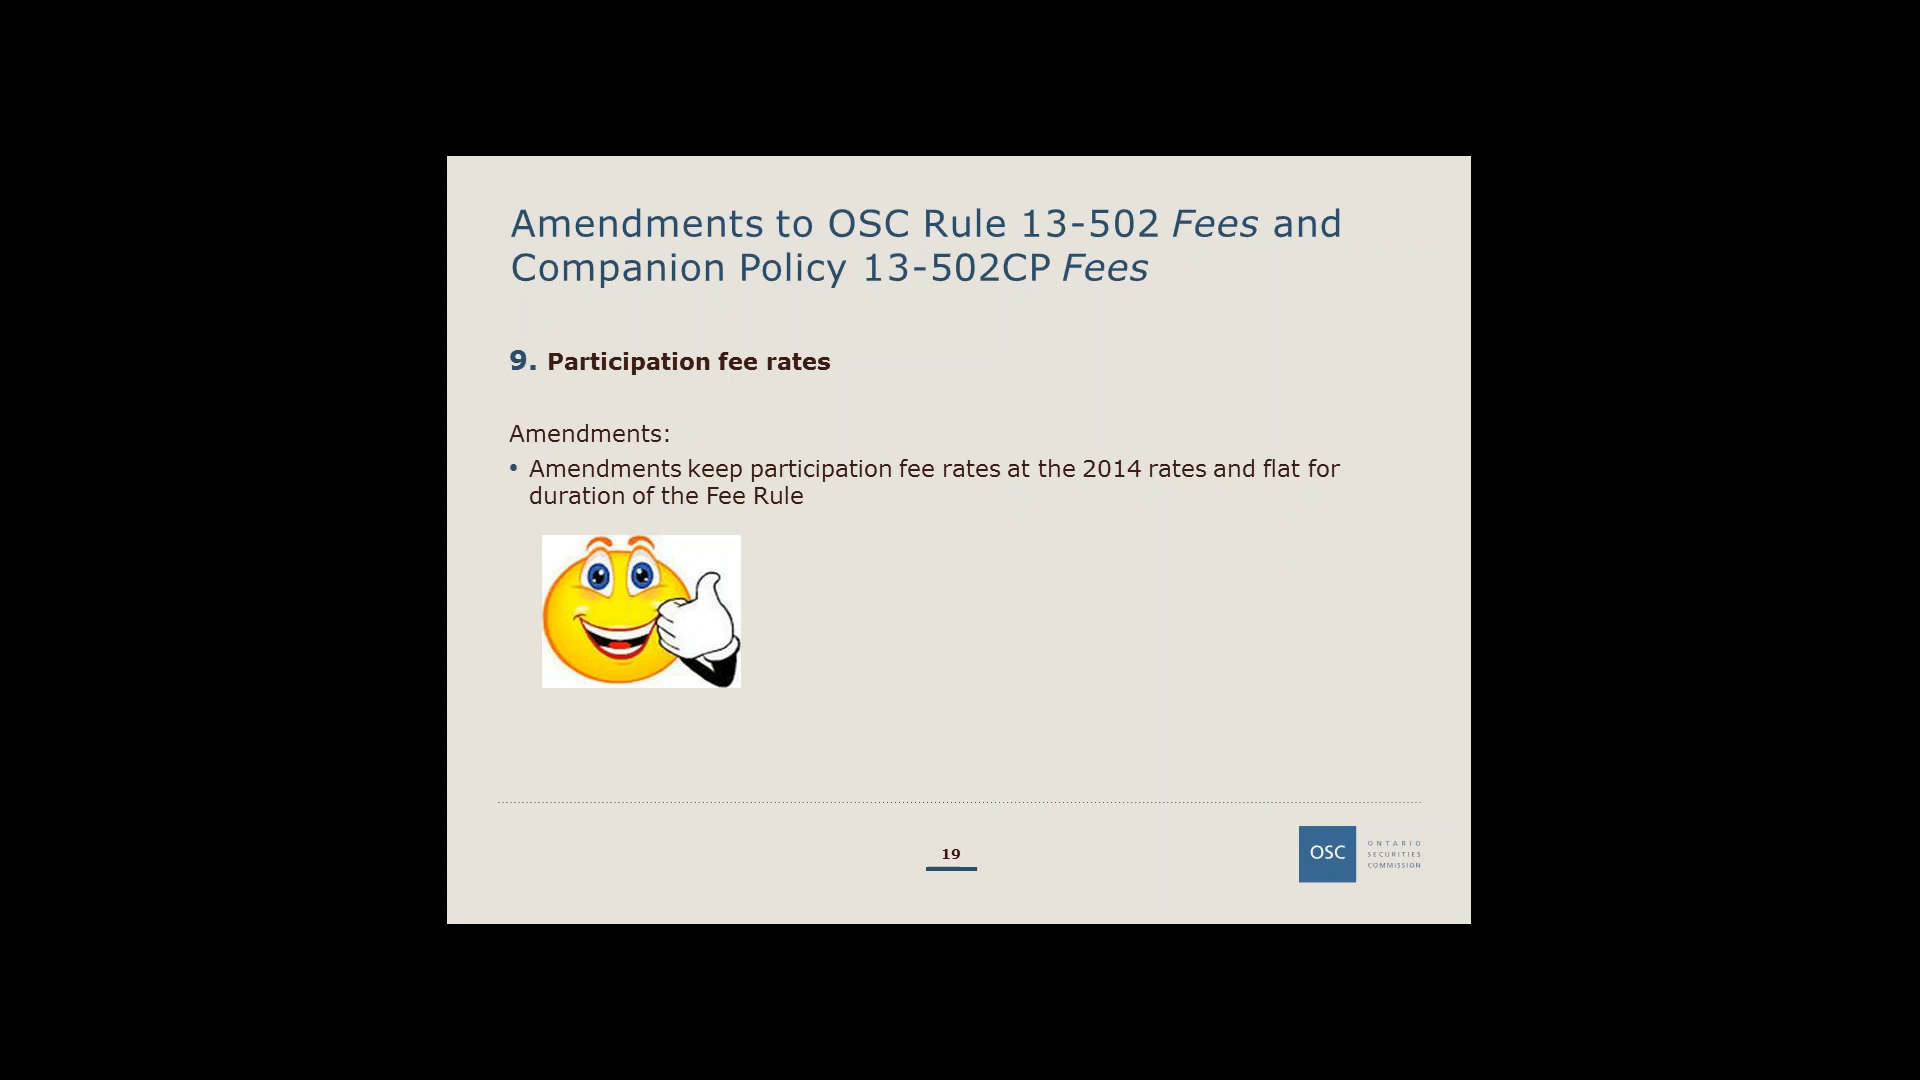 Amendments to OSC Rule 13-502 Fees and
Companion Policy 13-502CP Fees
9. Participation fee rates
Amendments:
• Amendments keep participation fee rates at the 2014 rates and flat for
duration of the Fee Rule
19
OSC
ONTARIO
SECURITIES
COMMISSION